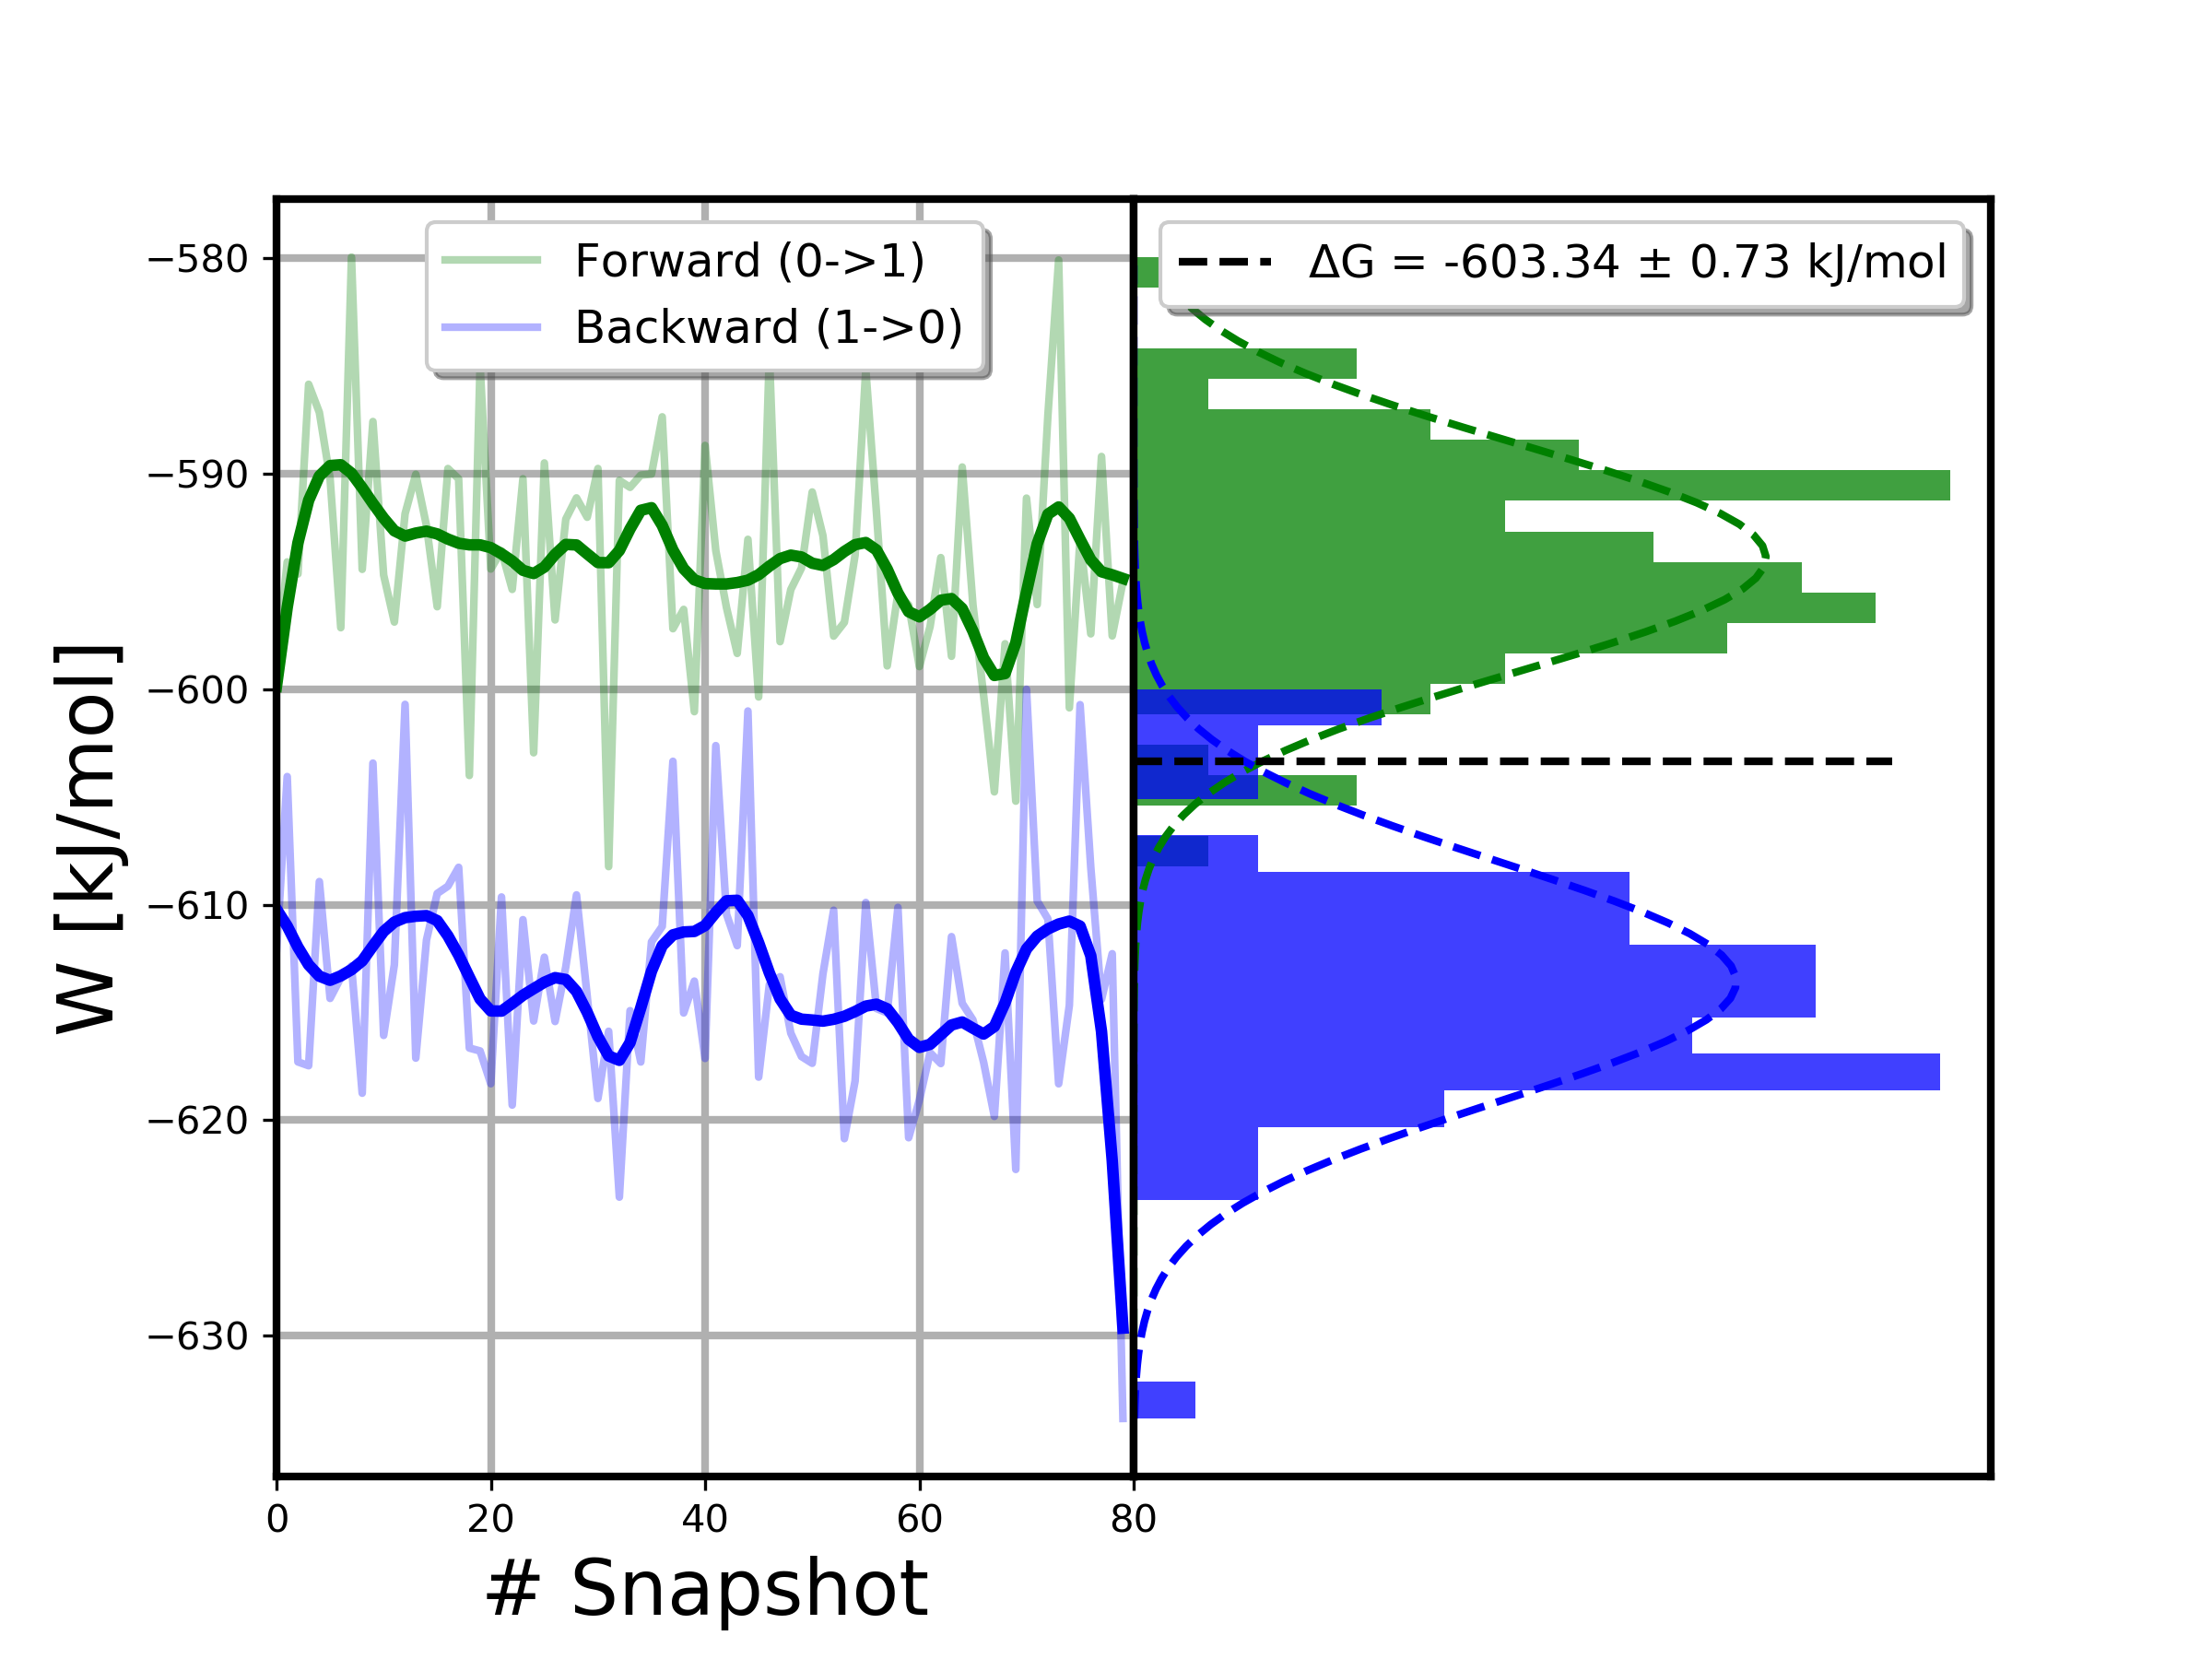 Forward (0->1)
Backward (1->0)
ΔG = -603.34 ± 0.73 kJ/mol
W [kJ/mol]
−580
−590
−600
−610
−620
−630
0 20 40 60 80
# Snapshot